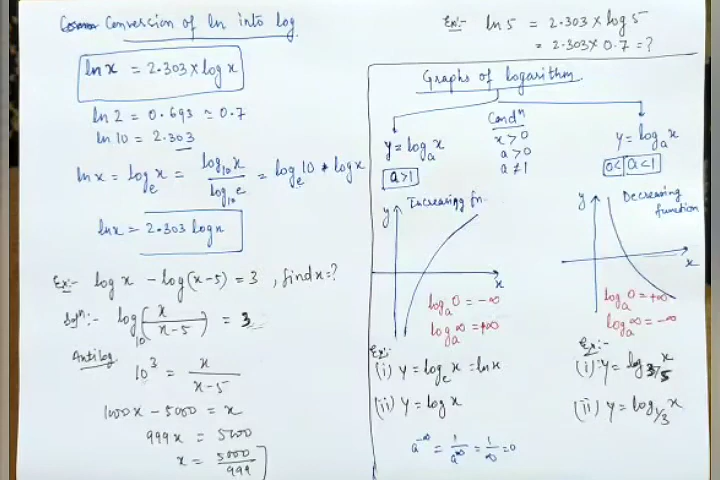 Conversion of ln into log
ln x = 2.303 × log x
ln 2 = 0.693 ≃ 0.7
ln 10 = 2.303
ln x = log_e x = log_10 x / log_10 e = log_e 10 * log x
ln x = 2.303 log x
Ex:- log x - log(x-5) = 3 , find x = ?
Solⁿ:- log_10 (x / x-5) = 3
Antilog
10³ = x / x-5
1000x - 5000 = x
999x = 5000
x = 5000 / 999
Ex:- ln 5 = 2.303 × log 5
= 2.303 × 0.7 = ?
Graphs of logarithm
Condⁿ
x > 0
a > 0
a ≠ 1
y = log_a x
a > 1
y Increasing fn.
x
log_a 0 = -∞
log_a ∞ = +∞
Ex:
(i) y = log_e x = ln x
(ii) y = log x
a^-∞ = 1/a^∞ = 1/∞ = 0
y = log_a x
0 < a < 1
y Decreasing
function
x
log_a 0 = +∞
log_a ∞ = -∞
Ex:-
(i) y = log_3/5 x
(ii) y = log_1/3 x